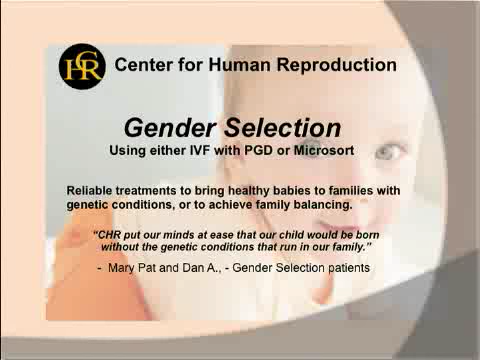 CHR
Center for Human Reproduction
Gender Selection
Using either IVF with PGD or Microsort
Reliable treatments to bring healthy babies to families with
genetic conditions, or to achieve family balancing.
"CHR put our minds at ease that our child would be born
without the genetic conditions that run in our family."
- Mary Pat and Dan A., - Gender Selection patients